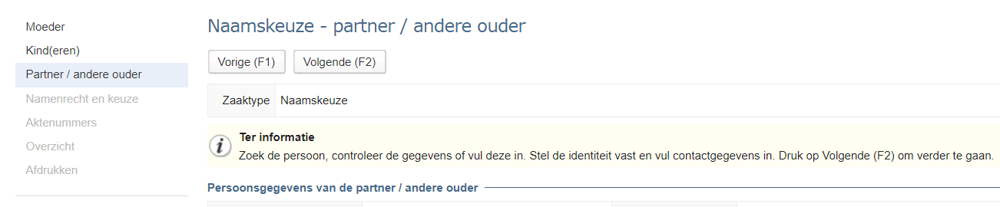 Moeder
Kind(eren)
Partner / andere ouder
Namenrecht en keuze
Aktenummers
Overzicht
Afdrukken
Naamskeuze - partner / andere ouder
Vorige (F1) Volgende (F2)
Zaaktype Naamskeuze
Ter informatie
Zoek de persoon, controleer de gegevens of vul deze in. Stel de identiteit vast en vul contactgegevens in. Druk op Volgende (F2) om verder te gaan.
Persoonsgegevens van de partner / andere ouder